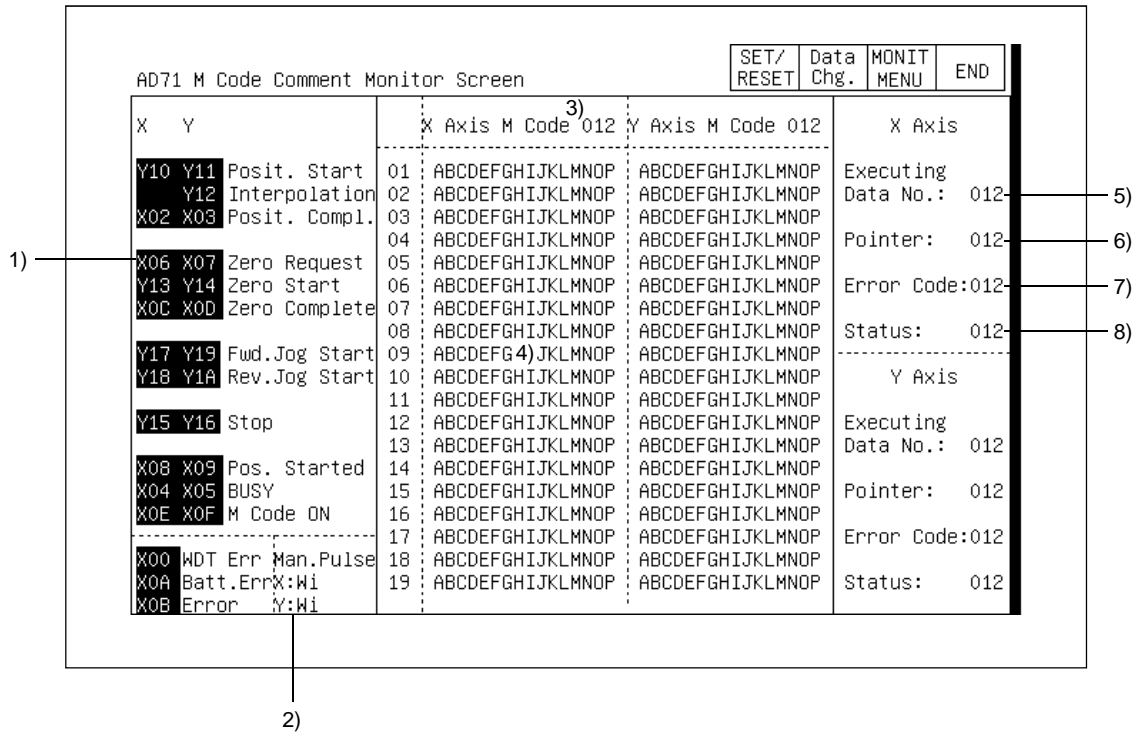 AD71 M Code Comment Monitor Screen
SET/ RESET
Data Chg.
MONIT MENU
END
X Y
Y10 Y11 Posit. Start
Y12 Interpolation
X02 X03 Posit. Compl.
1)
X06 X07 Zero Request
Y13 Y14 Zero Start
X0C X0D Zero Complete
Y17 Y19 Fwd.Jog Start
Y18 Y1A Rev.Jog Start
Y15 Y16 Stop
X08 X09 Pos. Started
X04 X05 BUSY
X0E X0F M Code ON
X00 WDT Err Man.Pulse
X0A Batt.Err X:Wi
X0B Error Y:Wi
2)
3)
X Axis M Code 012 Y Axis M Code 012
01 ABCDEFGHIJKLMNOP ABCDEFGHIJKLMNOP
02 ABCDEFGHIJKLMNOP ABCDEFGHIJKLMNOP
03 ABCDEFGHIJKLMNOP ABCDEFGHIJKLMNOP
04 ABCDEFGHIJKLMNOP ABCDEFGHIJKLMNOP
05 ABCDEFGHIJKLMNOP ABCDEFGHIJKLMNOP
06 ABCDEFGHIJKLMNOP ABCDEFGHIJKLMNOP
07 ABCDEFGHIJKLMNOP ABCDEFGHIJKLMNOP
08 ABCDEFGHIJKLMNOP ABCDEFGHIJKLMNOP
09 ABCDEFG 4) JKLMNOP ABCDEFGHIJKLMNOP
10 ABCDEFGHIJKLMNOP ABCDEFGHIJKLMNOP
11 ABCDEFGHIJKLMNOP ABCDEFGHIJKLMNOP
12 ABCDEFGHIJKLMNOP ABCDEFGHIJKLMNOP
13 ABCDEFGHIJKLMNOP ABCDEFGHIJKLMNOP
14 ABCDEFGHIJKLMNOP ABCDEFGHIJKLMNOP
15 ABCDEFGHIJKLMNOP ABCDEFGHIJKLMNOP
16 ABCDEFGHIJKLMNOP ABCDEFGHIJKLMNOP
17 ABCDEFGHIJKLMNOP ABCDEFGHIJKLMNOP
18 ABCDEFGHIJKLMNOP ABCDEFGHIJKLMNOP
19 ABCDEFGHIJKLMNOP ABCDEFGHIJKLMNOP
X Axis
Executing
Data No.: 012 5)
Pointer: 012 6)
Error Code:012 7)
Status: 012 8)
Y Axis
Executing
Data No.: 012
Pointer: 012
Error Code:012
Status: 012